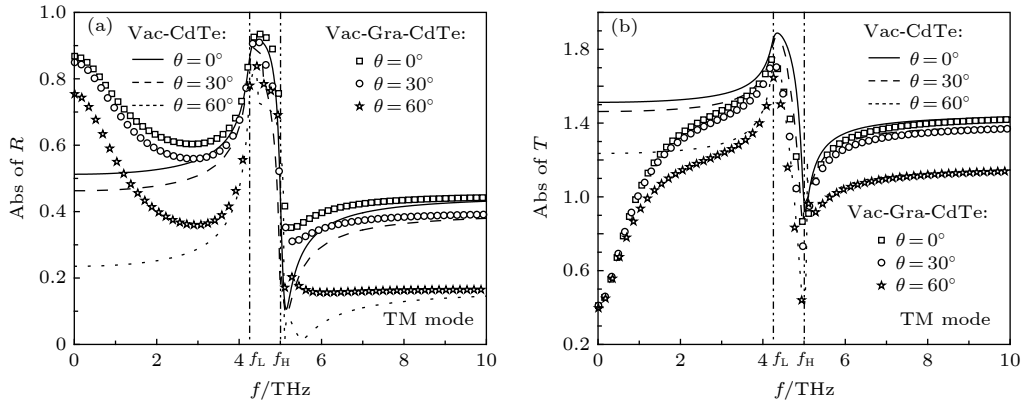 (a)
Vac-CdTe:
θ = 0°
θ = 30°
θ = 60°
Vac-Gra-CdTe:
θ = 0°
θ = 30°
θ = 60°
TM mode
1.0
0.8
0.6
0.4
0.2
0
Abs of R
0 2 4 fL fH 6 8 10
f/THz
(b)
Vac-CdTe:
θ = 0°
θ = 30°
θ = 60°
Vac-Gra-CdTe:
θ = 0°
θ = 30°
θ = 60°
TM mode
1.8
1.4
1.0
0.6
0.2
Abs of T
0 2 4 fL fH 6 8 10
f/THz